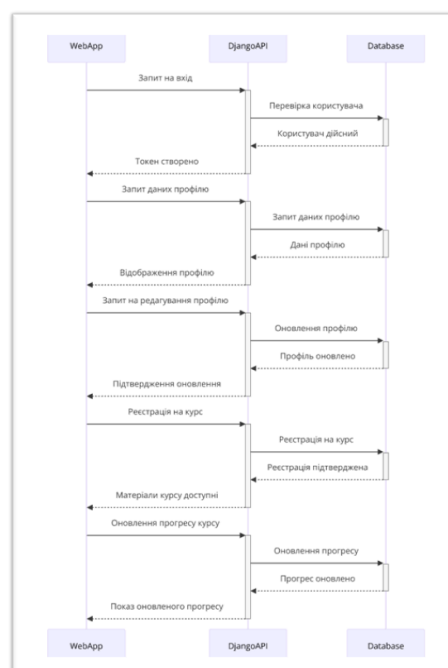 WebApp
DjangoAPI
Database
Запит на вхід
Перевірка користувача
Користувач дійсний
Токен створено
Запит даних профілю
Запит даних профілю
Дані профілю
Відображення профілю
Запит на редагування профілю
Оновлення профілю
Профіль оновлено
Підтвердження оновлення
Реєстрація на курс
Реєстрація на курс
Реєстрація підтверджена
Матеріали курсу доступні
Оновлення прогресу курсу
Оновлення прогресу
Прогрес оновлено
Показ оновленого прогресу
WebApp
DjangoAPI
Database